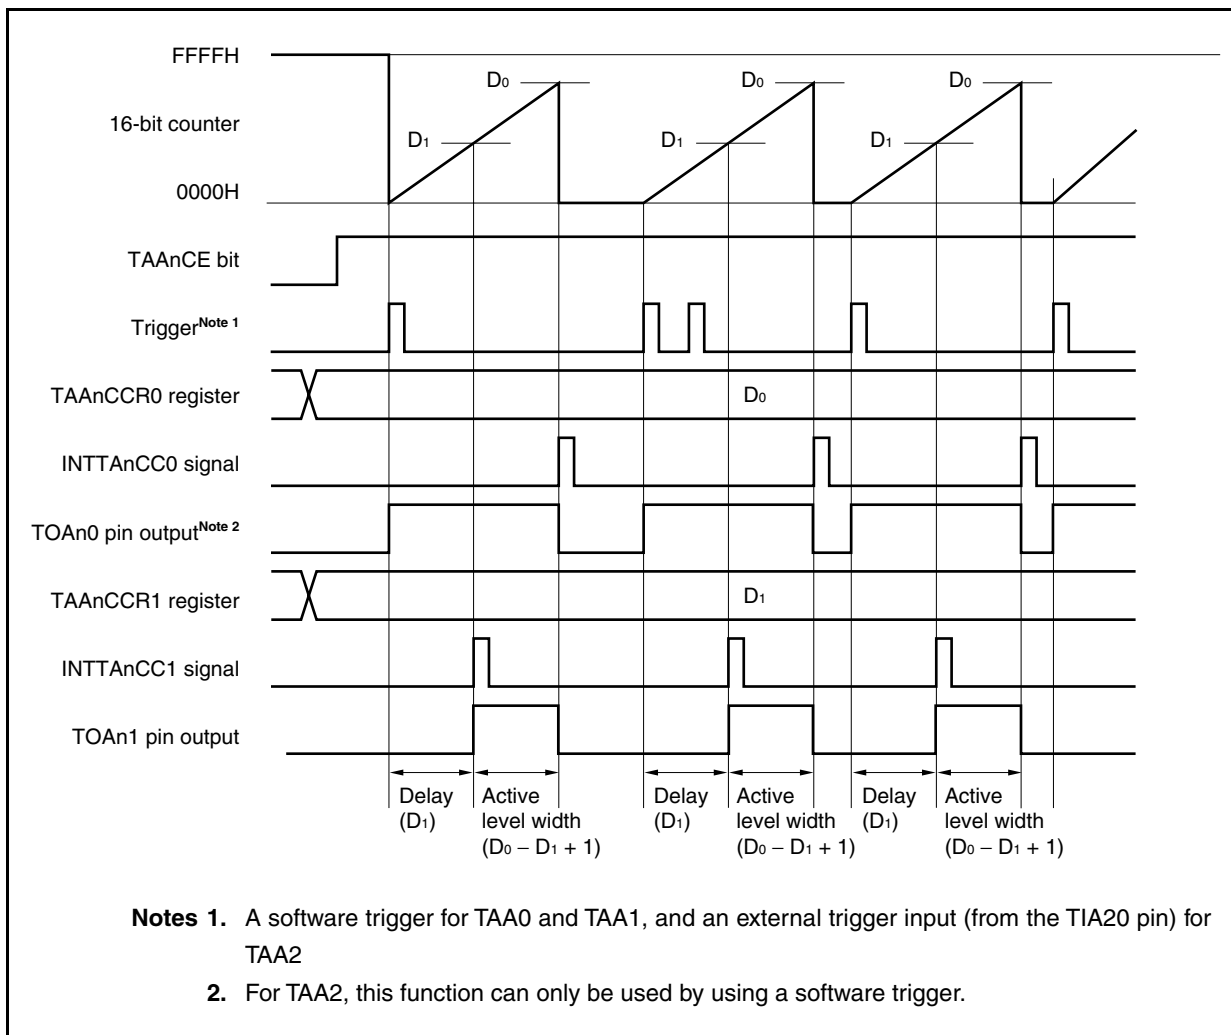 FFFFH
D0 D0 D0
16-bit counter
D1 D1 D1
0000H
TAAnCE bit
TriggerNote 1
TAAnCCR0 register
D0
INTTAnCC0 signal
TOAn0 pin outputNote 2
TAAnCCR1 register
D1
INTTAnCC1 signal
TOAn1 pin output
Delay
(D1)
Active
level width
(D0 – D1 + 1)
Delay
(D1)
Active
level width
(D0 – D1 + 1)
Delay
(D1)
Active
level width
(D0 – D1 + 1)
Notes 1. A software trigger for TAA0 and TAA1, and an external trigger input (from the TIA20 pin) for
TAA2
2. For TAA2, this function can only be used by using a software trigger.